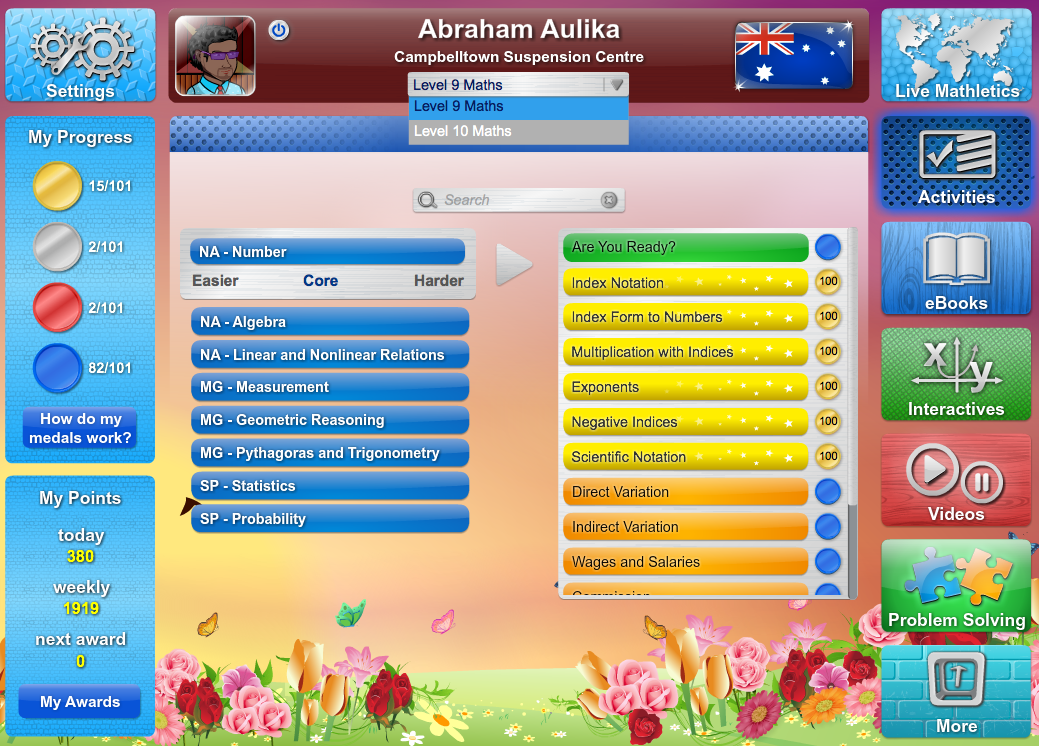 Settings
Abraham Aulika
Campbelltown Suspension Centre
Level 9 Maths
Level 9 Maths
Level 10 Maths
Live Mathletics
My Progress
15/101
2/101
2/101
82/101
How do my
medals work?
My Points
today
380
weekly
1919
next award
0
My Awards
Search
NA - Number
Easier Core Harder
NA - Algebra
NA - Linear and Nonlinear Relations
MG - Measurement
MG - Geometric Reasoning
MG - Pythagoras and Trigonometry
SP - Statistics
SP - Probability
Are You Ready?
Index Notation 100
Index Form to Numbers 100
Multiplication with Indices 100
Exponents 100
Negative Indices 100
Scientific Notation 100
Direct Variation
Indirect Variation
Wages and Salaries
Commission
Activities
eBooks
x y
Interactives
Videos
Problem Solving
More